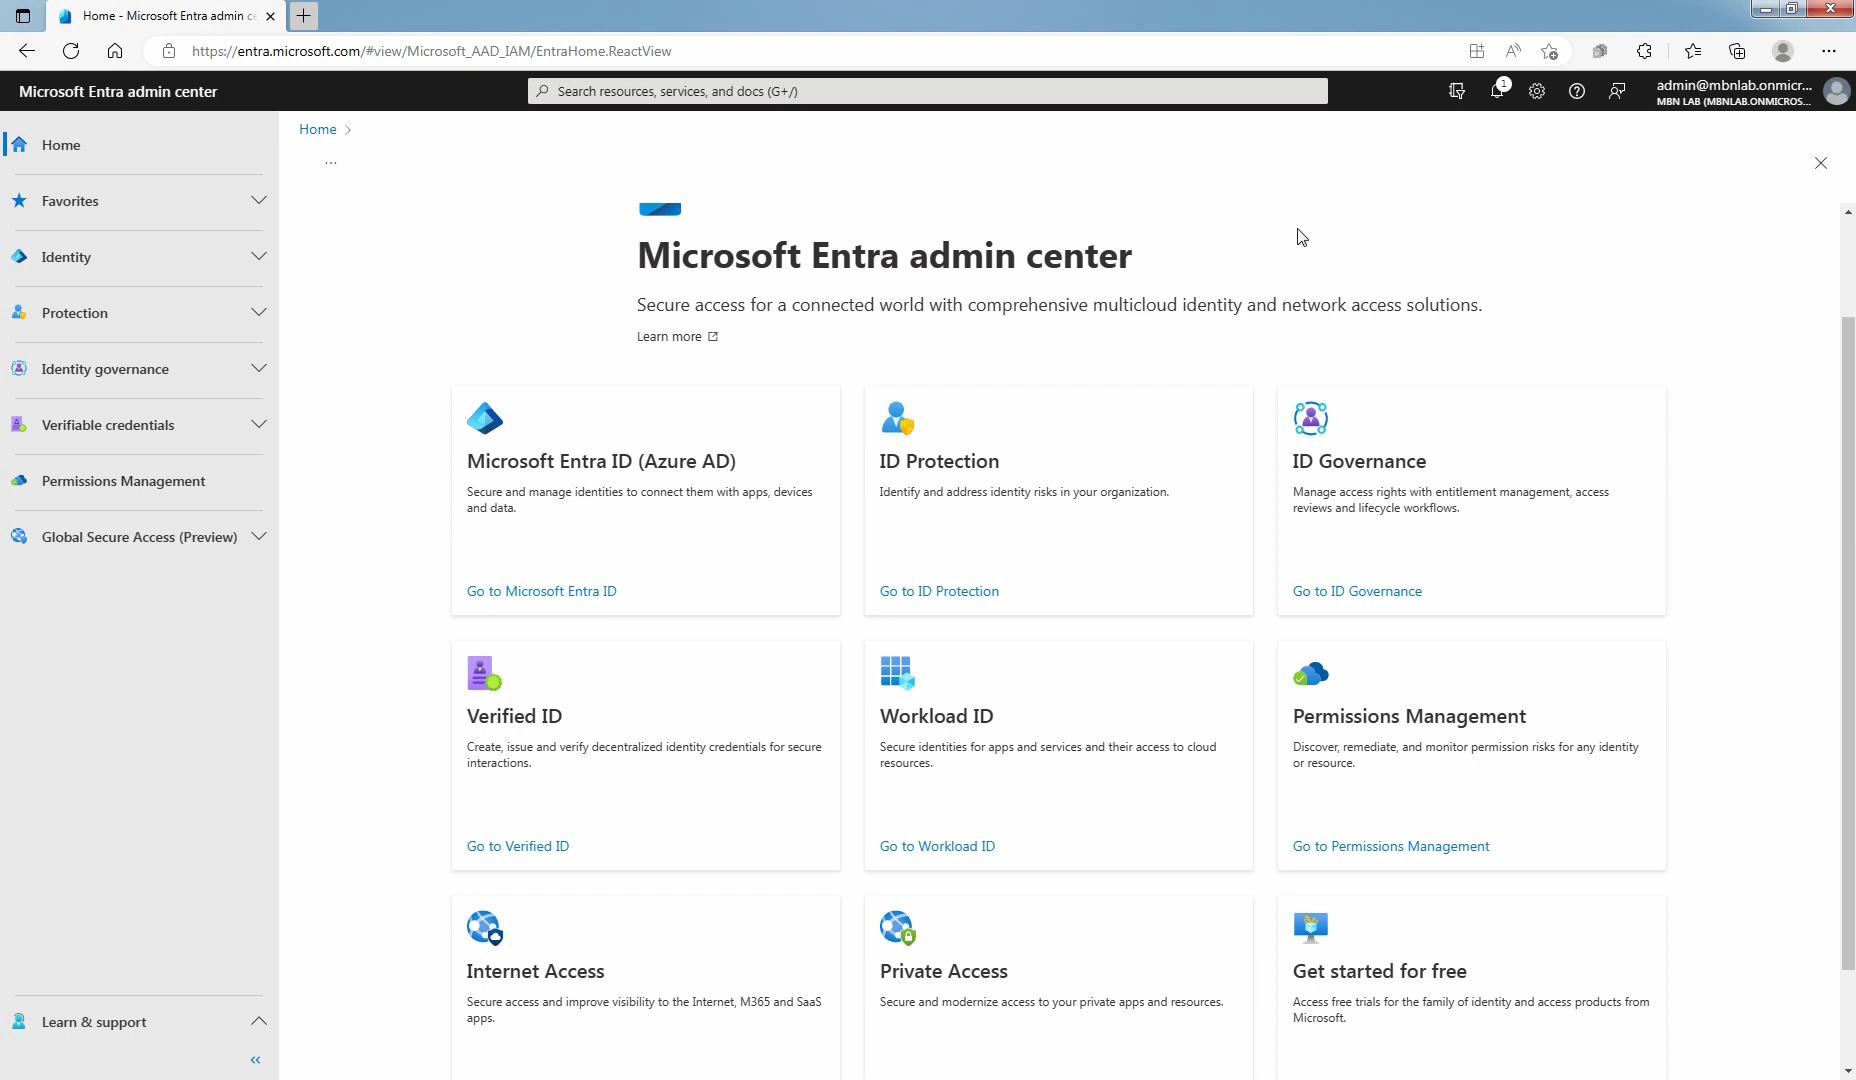 Home - Microsoft Entra admin ce
https://entra.microsoft.com/#view/Microsoft_AAD_IAM/EntraHome.ReactView
Microsoft Entra admin center
Search resources, services, and docs (G+/)
1
admin@mbnlab.onmicr...
MBN LAB (MBNLAB.ONMICROS...
Home
Favorites
Identity
Protection
Identity governance
Verifiable credentials
Permissions Management
Global Secure Access (Preview)
Learn & support
Home
...
Microsoft Entra admin center
Secure access for a connected world with comprehensive multicloud identity and network access solutions.
Learn more
Microsoft Entra ID (Azure AD)
Secure and manage identities to connect them with apps, devices
and data.
Go to Microsoft Entra ID
ID Protection
Identify and address identity risks in your organization.
Go to ID Protection
ID Governance
Manage access rights with entitlement management, access
reviews and lifecycle workflows.
Go to ID Governance
Verified ID
Create, issue and verify decentralized identity credentials for secure
interactions.
Go to Verified ID
Workload ID
Secure identities for apps and services and their access to cloud
resources.
Go to Workload ID
Permissions Management
Discover, remediate, and monitor permission risks for any identity
or resource.
Go to Permissions Management
Internet Access
Secure access and improve visibility to the Internet, M365 and SaaS
apps.
Private Access
Secure and modernize access to your private apps and resources.
Get started for free
Access free trials for the family of identity and access products from
Microsoft.